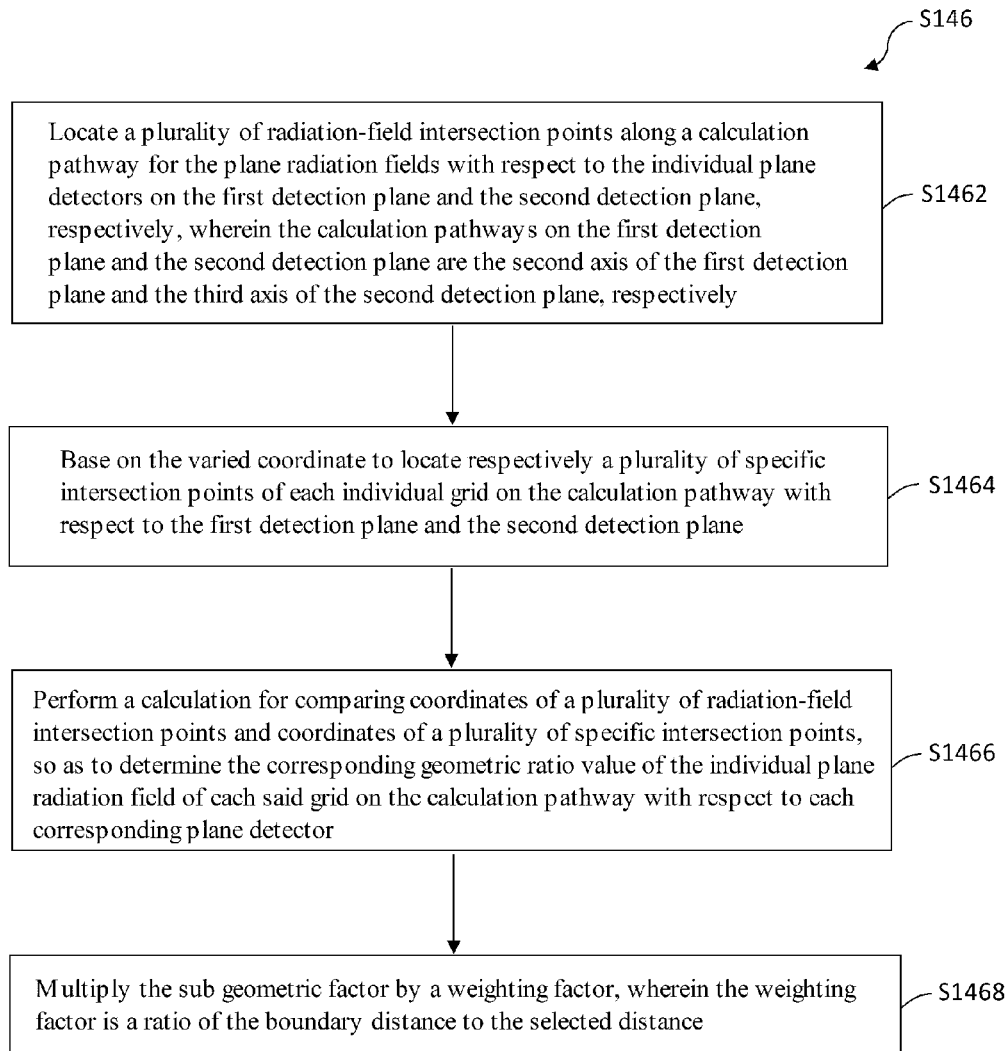 S146
Locate a plurality of radiation-field intersection points along a calculation
pathway for the plane radiation fields with respect to the individual plane
detectors on the first detection plane and the second detection plane,
respectively, wherein the calculation pathways on the first detection
plane and the second detection plane are the second axis of the first detection
plane and the third axis of the second detection plane, respectively
S1462
Base on the varied coordinate to locate respectively a plurality of specific
intersection points of each individual grid on the calculation pathway with
respect to the first detection plane and the second detection plane
S1464
Perform a calculation for comparing coordinates of a plurality of radiation-field
intersection points and coordinates of a plurality of specific intersection points,
so as to determine the corresponding geometric ratio value of the individual plane
radiation field of each said grid on the calculation pathway with respect to each
corresponding plane detector
S1466
Multiply the sub geometric factor by a weighting factor, wherein the weighting
factor is a ratio of the boundary distance to the selected distance
S1468